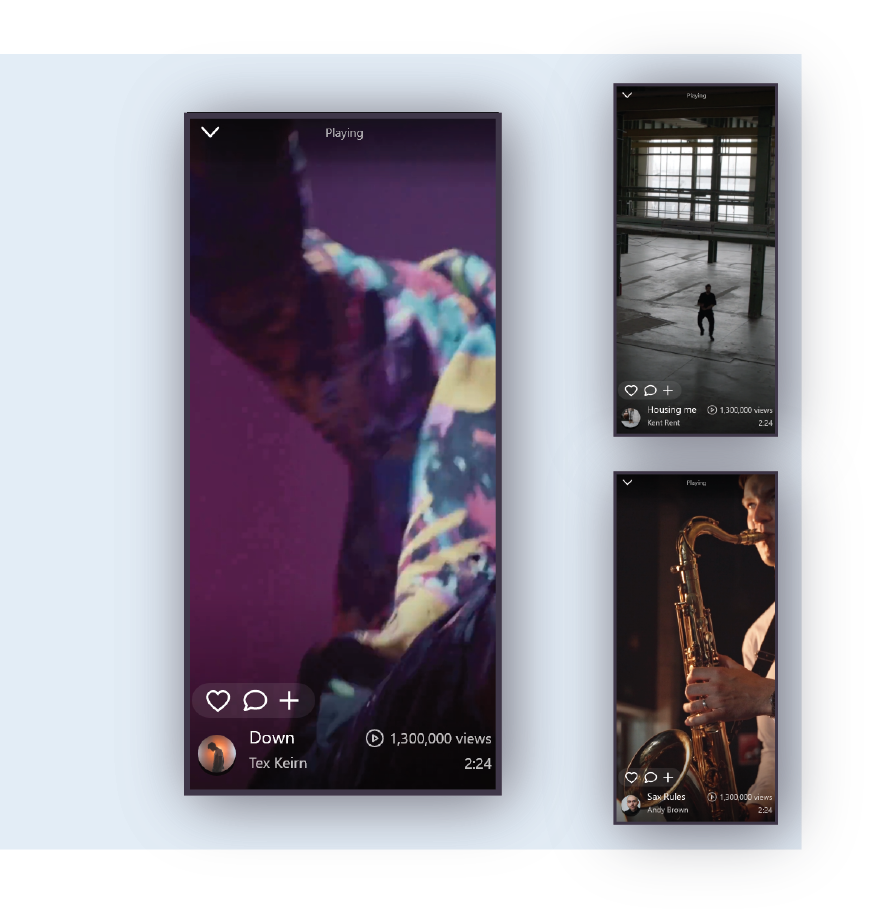 Playing
Down
1,300,000 views
Tex Keirn
2:24
Playing
Housing me
1,300,000 views
Kent Rent
2:24
Playing
Sax Rules
1,300,000 views
Andy Brown
2:24